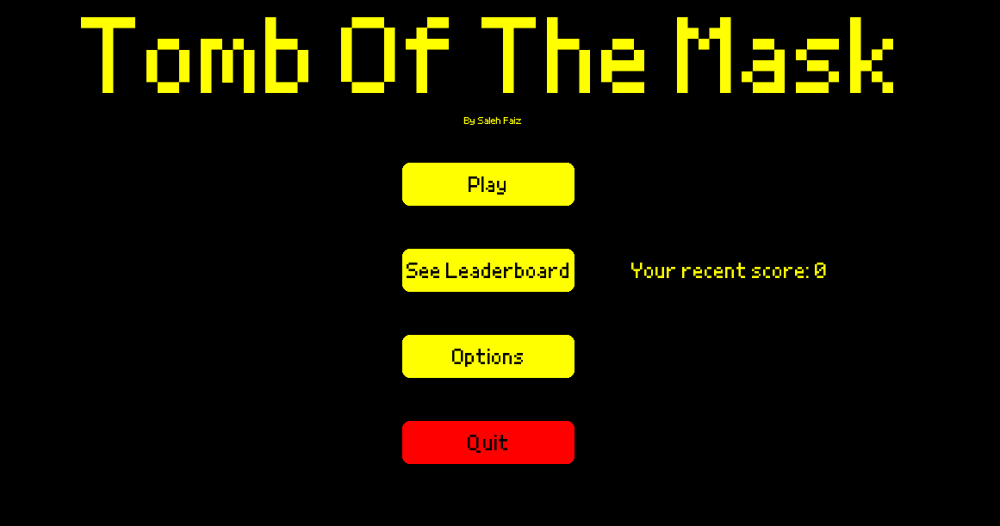 Tomb Of The Mask
By Saleh Faiz
Play
See Leaderboard
Your recent score: 0
Options
Quit